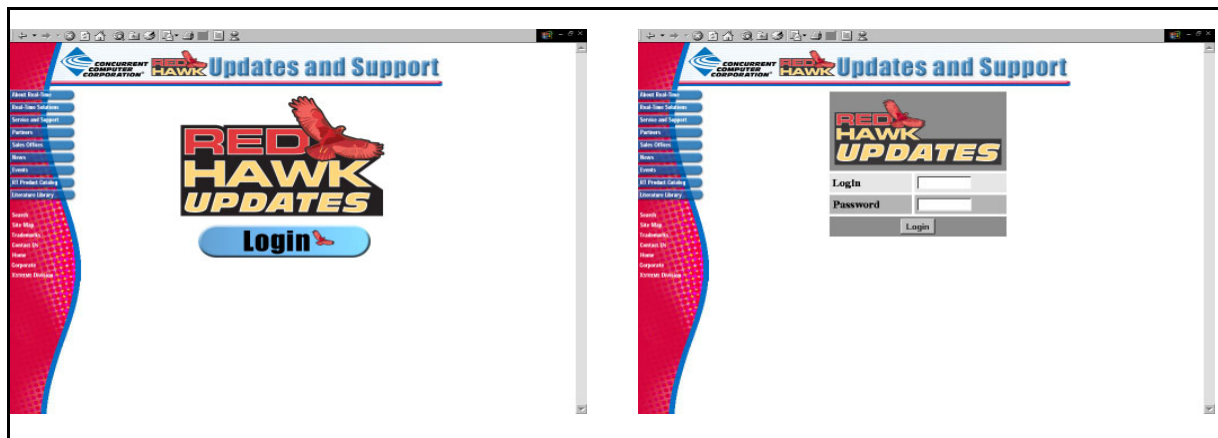 CONCURRENT
COMPUTER
CORPORATION
RED
HAWK
Updates and Support
About Real-Time
Real-Time Solutions
Service and Support
Partners
Sales Offices
News
Events
RT Product Catalog
Literature Library
Search
Site Map
Trademarks
Contact Us
Home
Corporate
XSTREME Division
RED
HAWK
UPDATES
Login
CONCURRENT
COMPUTER
CORPORATION
RED
HAWK
Updates and Support
About Real-Time
Real-Time Solutions
Service and Support
Partners
Sales Offices
News
Events
RT Product Catalog
Literature Library
Search
Site Map
Trademarks
Contact Us
Home
Corporate
XSTREME Division
RED
HAWK
UPDATES
LogIn
Password
Login